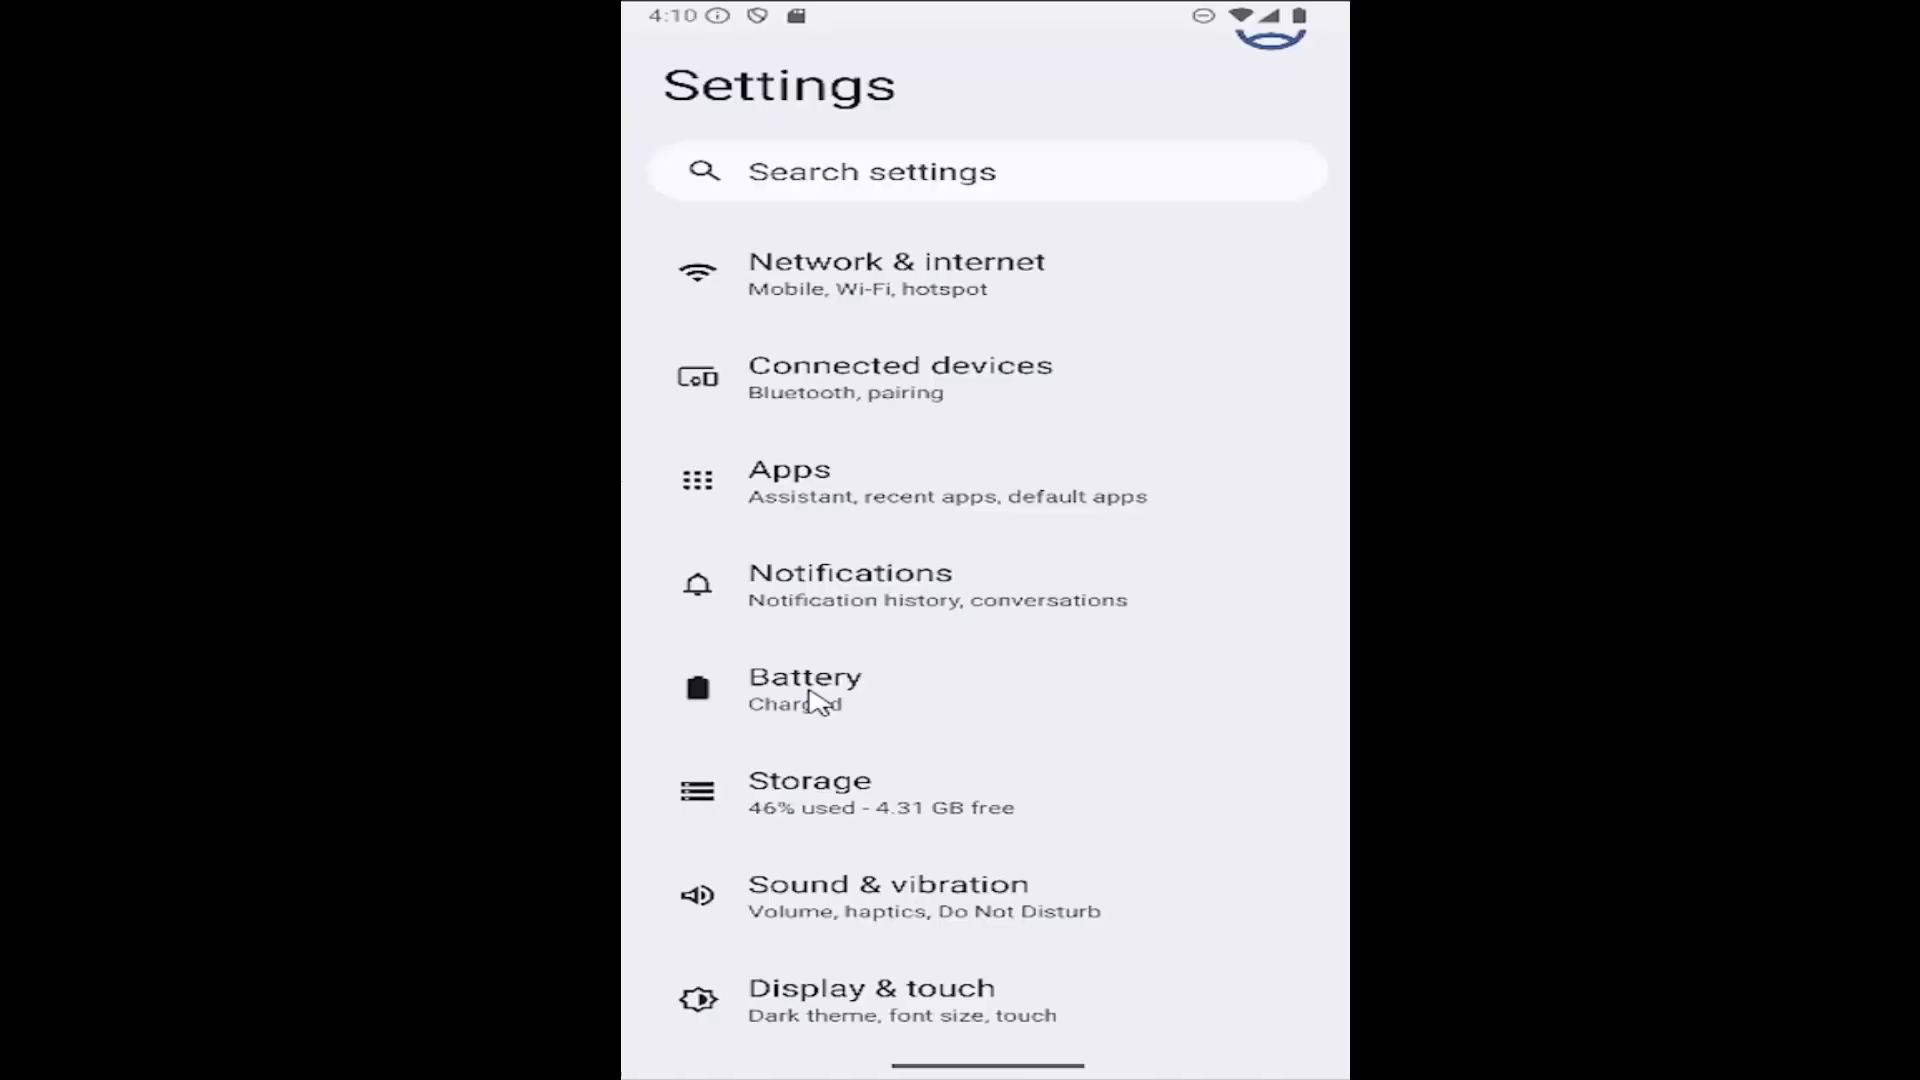 4:10
Settings
Search settings
Network & internet
Mobile, Wi-Fi, hotspot
Connected devices
Bluetooth, pairing
Apps
Assistant, recent apps, default apps
Notifications
Notification history, conversations
Battery
Charged
Storage
46% used - 4.31 GB free
Sound & vibration
Volume, haptics, Do Not Disturb
Display & touch
Dark theme, font size, touch